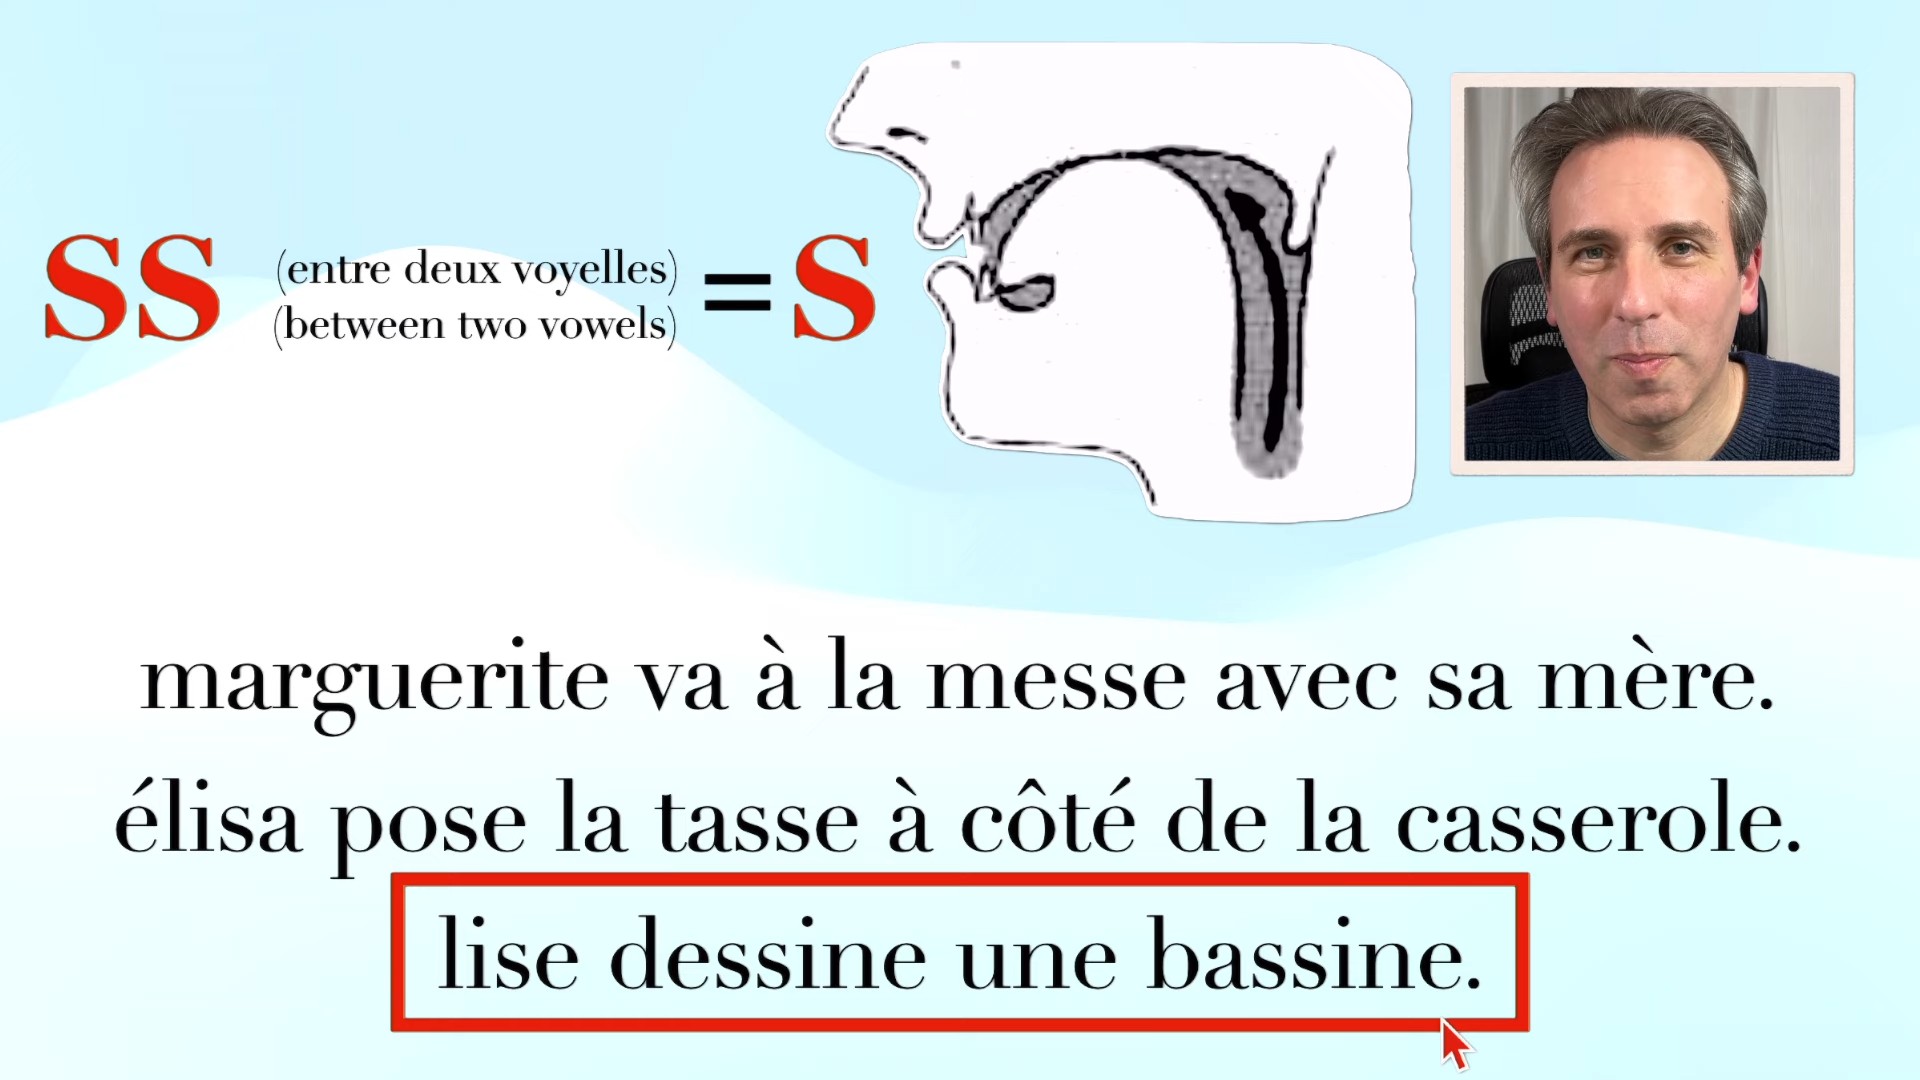 SS
(entre deux voyelles)
(between two vowels)
= S
marguerite va à la messe avec sa mère.
élisa pose la tasse à côté de la casserole.
lise dessine une bassine.